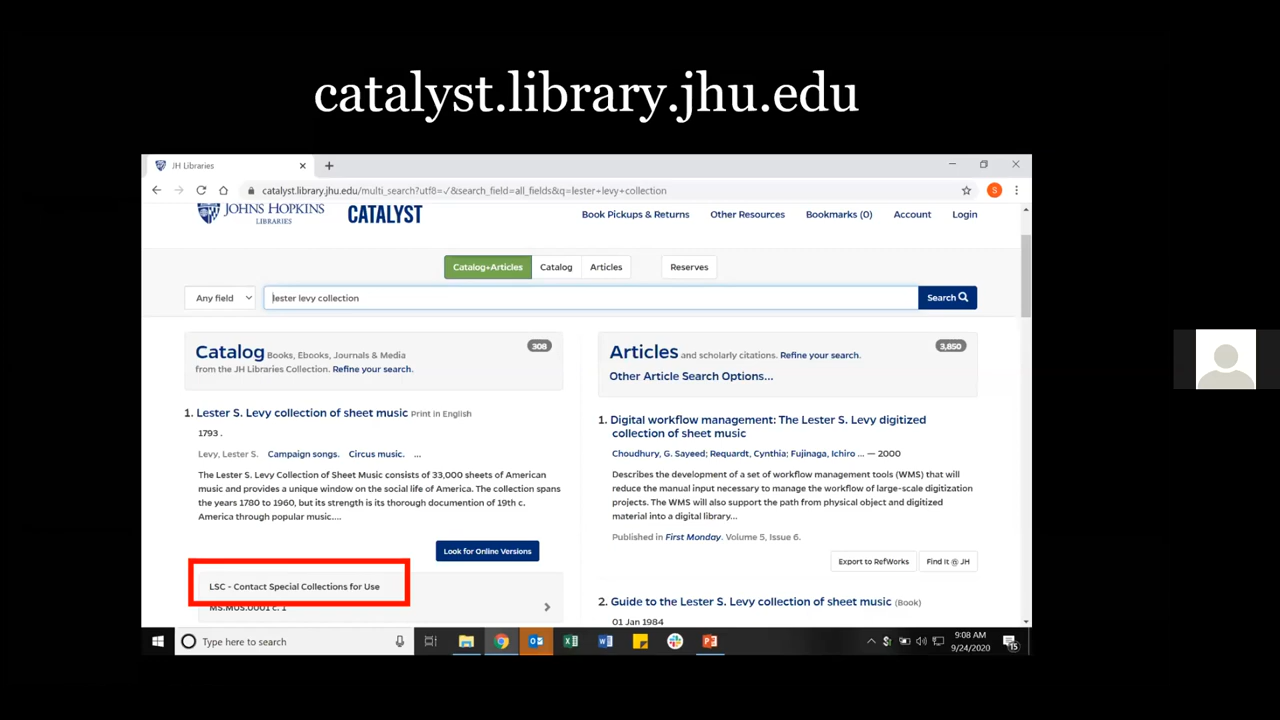 catalyst.library.jhu.edu
JH Libraries
catalyst.library.jhu.edu/multi_search?utf8=✓&search_field=all_fields&q=lester+levy+collection
S
JOHNS HOPKINS
LIBRARIES
CATALYST
Book Pickups & Returns
Other Resources
Bookmarks (0)
Account
Login
Catalog+Articles
Catalog
Articles
Reserves
Any field
lester levy collection
Search
Catalog Books, Ebooks, Journals & Media
from the JH Libraries Collection. Refine your search.
308
1. Lester S. Levy collection of sheet music Print in English
1793 .
Levy, Lester S. Campaign songs. Circus music. ...
The Lester S. Levy Collection of Sheet Music consists of 33,000 sheets of American
music and provides a unique window on the social life of America. The collection spans
the years 1780 to 1960, but its strength is its thorough documention of 19th c.
America through popular music....
Look for Online Versions
LSC - Contact Special Collections for Use
MS.MUS.0001 c. 1
Articles and scholarly citations. Refine your search.
3,850
Other Article Search Options...
1. Digital workflow management: The Lester S. Levy digitized
collection of sheet music
Choudhury, G. Sayeed; Requardt, Cynthia; Fujinaga, Ichiro ... — 2000
Describes the development of a set of workflow management tools (WMS) that will
reduce the manual input necessary to manage the workflow of large-scale digitization
projects. The WMS will also support the path from physical object and digitized
material into a digital library...
Published in First Monday. Volume 5, Issue 6.
Export to RefWorks
Find It @ JH
2. Guide to the Lester S. Levy collection of sheet music (Book)
01 Jan 1984
Type here to search
9:08 AM
9/24/2020
15